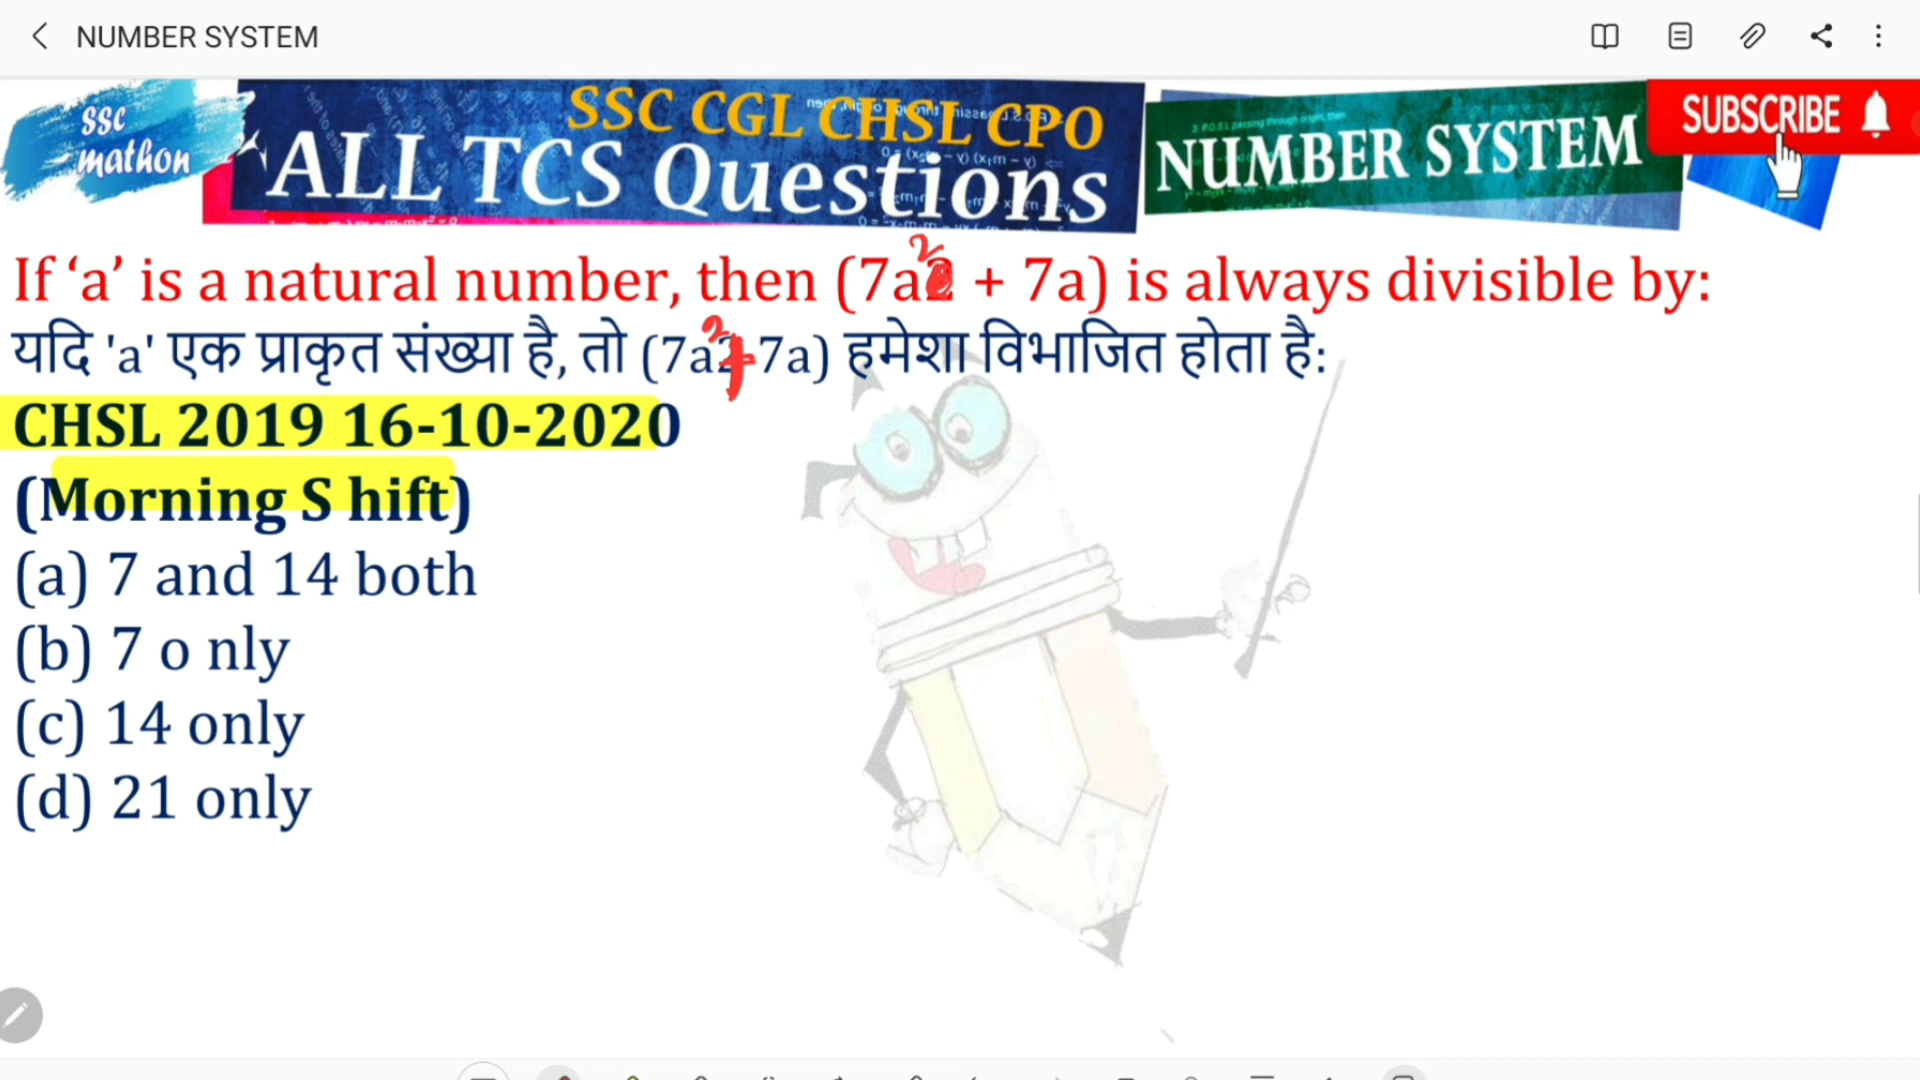 NUMBER SYSTEM
SSC
mathon
SSC CGL CHSL CPO
ALL TCS Questions
NUMBER SYSTEM
SUBSCRIBE
If ‘a’ is a natural number, then (7a² + 7a) is always divisible by:
यदि 'a' एक प्राकृत संख्या है, तो (7a²+7a) हमेशा विभाजित होता है:
CHSL 2019 16-10-2020
(Morning S hift)
(a) 7 and 14 both
(b) 7 o nly
(c) 14 only
(d) 21 only